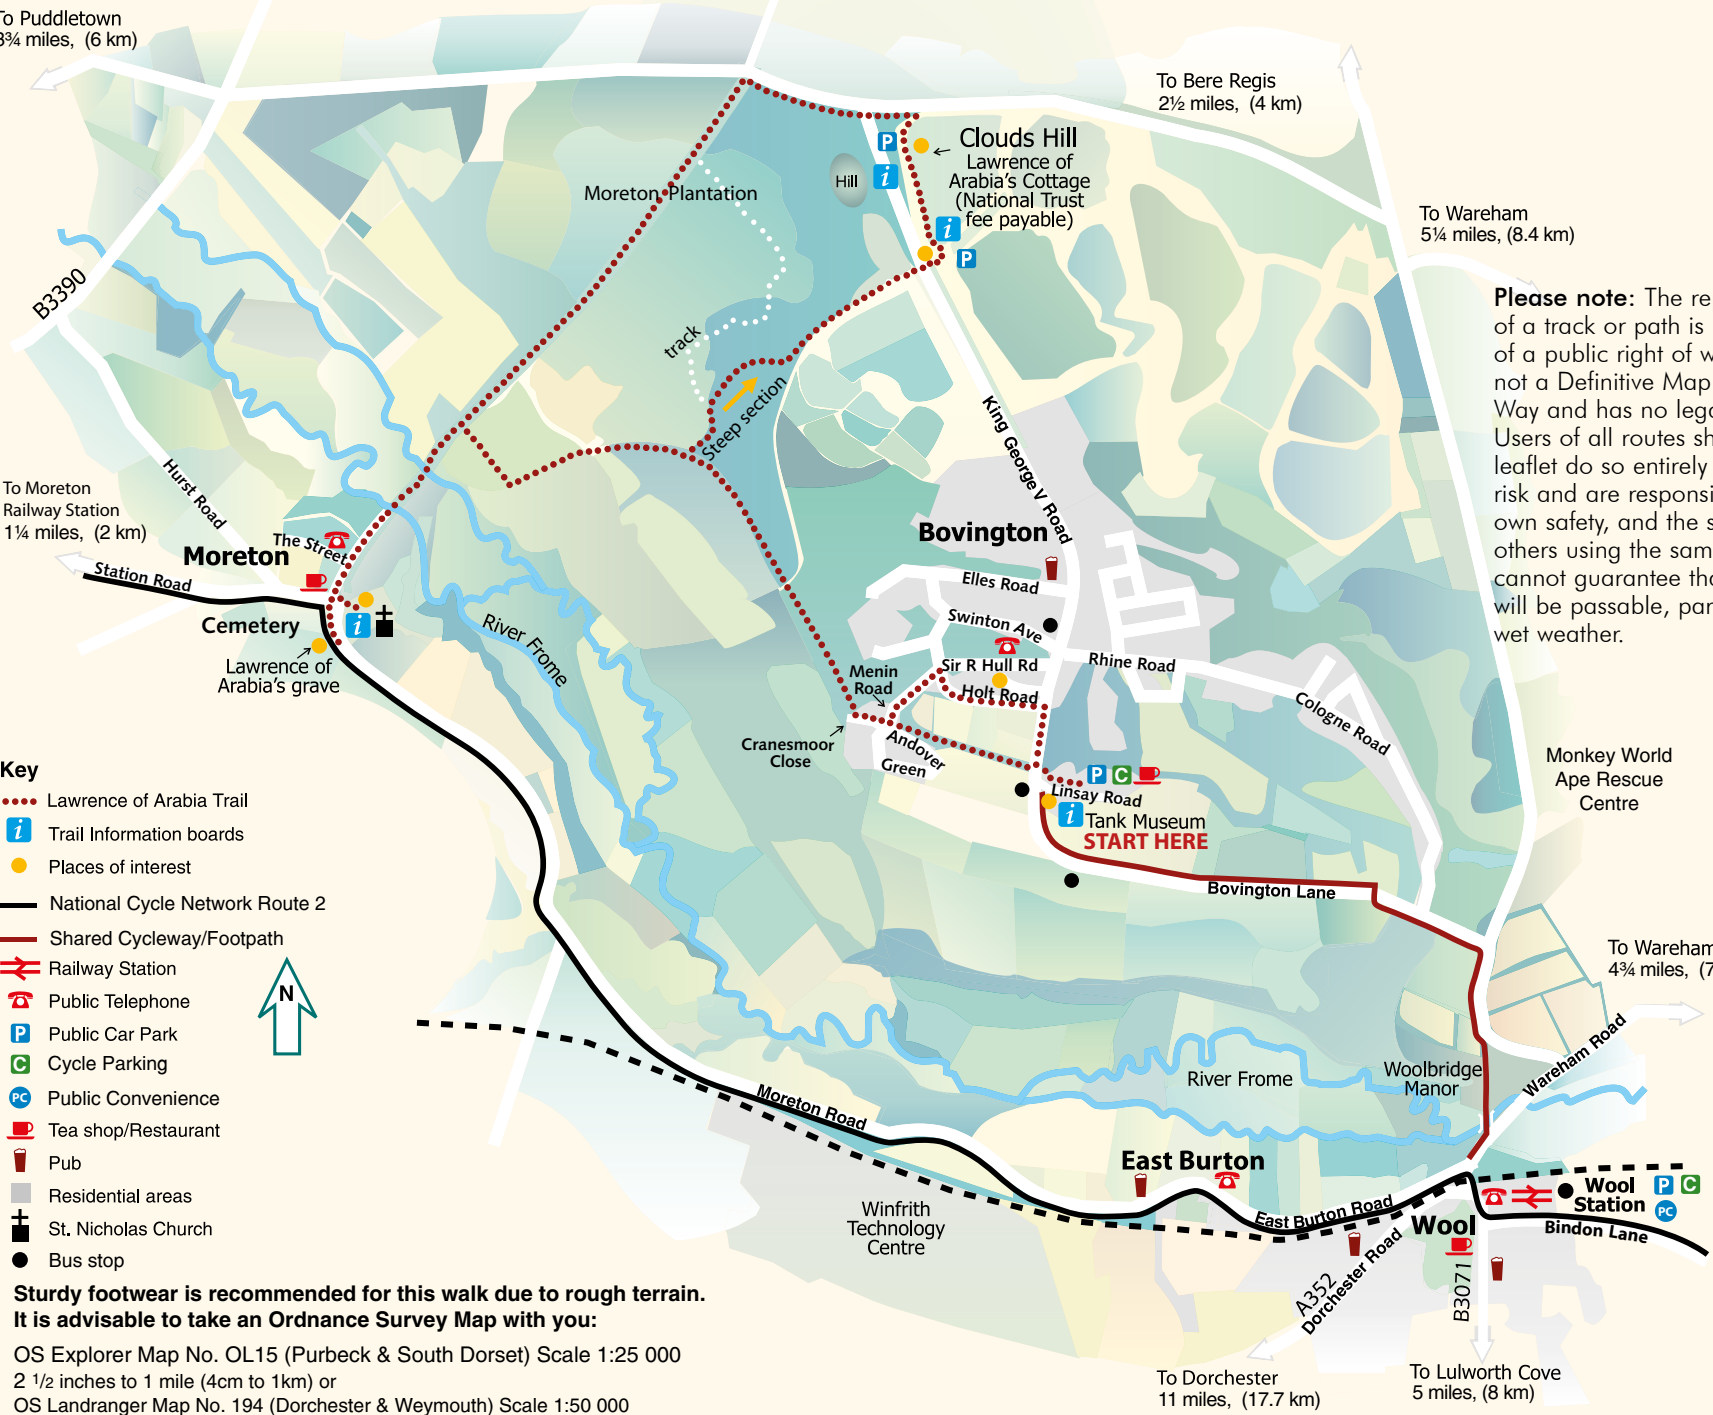 To Puddletown
3¾ miles, (6 km)
To Bere Regis
2½ miles, (4 km)
Clouds Hill
Lawrence of
Arabia's Cottage
(National Trust
fee payable)
P
i
Hill
i
P
Moreton Plantation
To Wareham
5¼ miles, (8.4 km)
B3390
track
Steep section
Please note: The re
of a track or path is
of a public right of w
not a Definitive Map
Way and has no lega
Users of all routes sh
leaflet do so entirely
risk and are responsi
own safety, and the s
others using the sam
cannot guarantee tha
will be passable, par
wet weather.
King George V Road
Hurst Road
To Moreton
Railway Station
1¼ miles, (2 km)
The Street
Moreton
Station Road
Cemetery
i
Lawrence of
Arabia's grave
River Frome
Bovington
Elles Road
Swinton Ave
Sir R Hull Rd
Holt Road
Rhine Road
Cologne Road
Menin
Road
Cranesmoor
Close
Andover
Green
P C
Linsay Road
i
Tank Museum
START HERE
Bovington Lane
Monkey World
Ape Rescue
Centre
To Wareham
4¾ miles, (7
Key
Lawrence of Arabia Trail
i Trail Information boards
Places of interest
National Cycle Network Route 2
Shared Cycleway/Footpath
Railway Station
Public Telephone
P Public Car Park
C Cycle Parking
PC Public Convenience
Tea shop/Restaurant
Pub
Residential areas
St. Nicholas Church
Bus stop
N
Moreton Road
River Frome
Woolbridge
Manor
Wareham Road
East Burton
East Burton Road
Winfrith
Technology
Centre
Wool
Wool
Station
P C
PC
Bindon Lane
A352
Dorchester Road
B3071
To Dorchester
11 miles, (17.7 km)
To Lulworth Cove
5 miles, (8 km)
Sturdy footwear is recommended for this walk due to rough terrain.
It is advisable to take an Ordnance Survey Map with you:
OS Explorer Map No. OL15 (Purbeck & South Dorset) Scale 1:25 000
2 1/2 inches to 1 mile (4cm to 1km) or
OS Landranger Map No. 194 (Dorchester & Weymouth) Scale 1:50 000